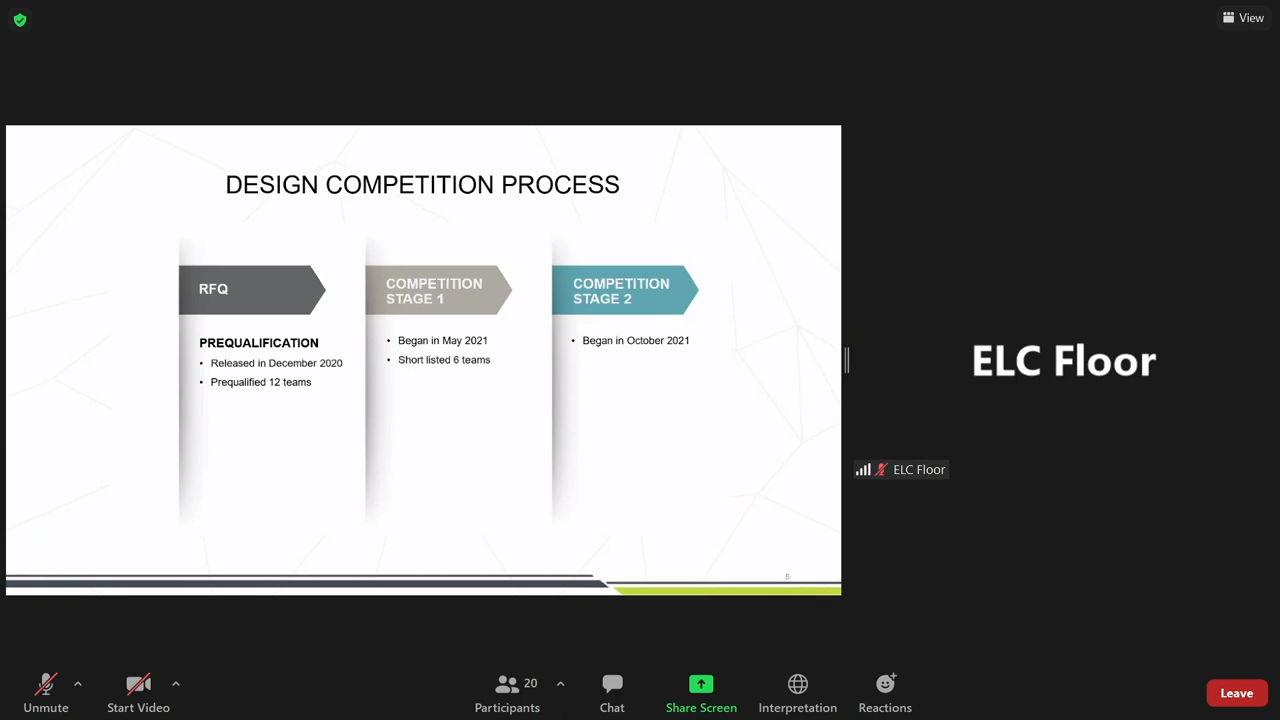 View
DESIGN COMPETITION PROCESS
RFQ
PREQUALIFICATION
• Released in December 2020
• Prequalified 12 teams
COMPETITION
STAGE 1
• Began in May 2021
• Short listed 6 teams
COMPETITION
STAGE 2
• Began in October 2021
5
ELC Floor
ELC Floor
Unmute
Start Video
20
Participants
Chat
Share Screen
Interpretation
Reactions
Leave